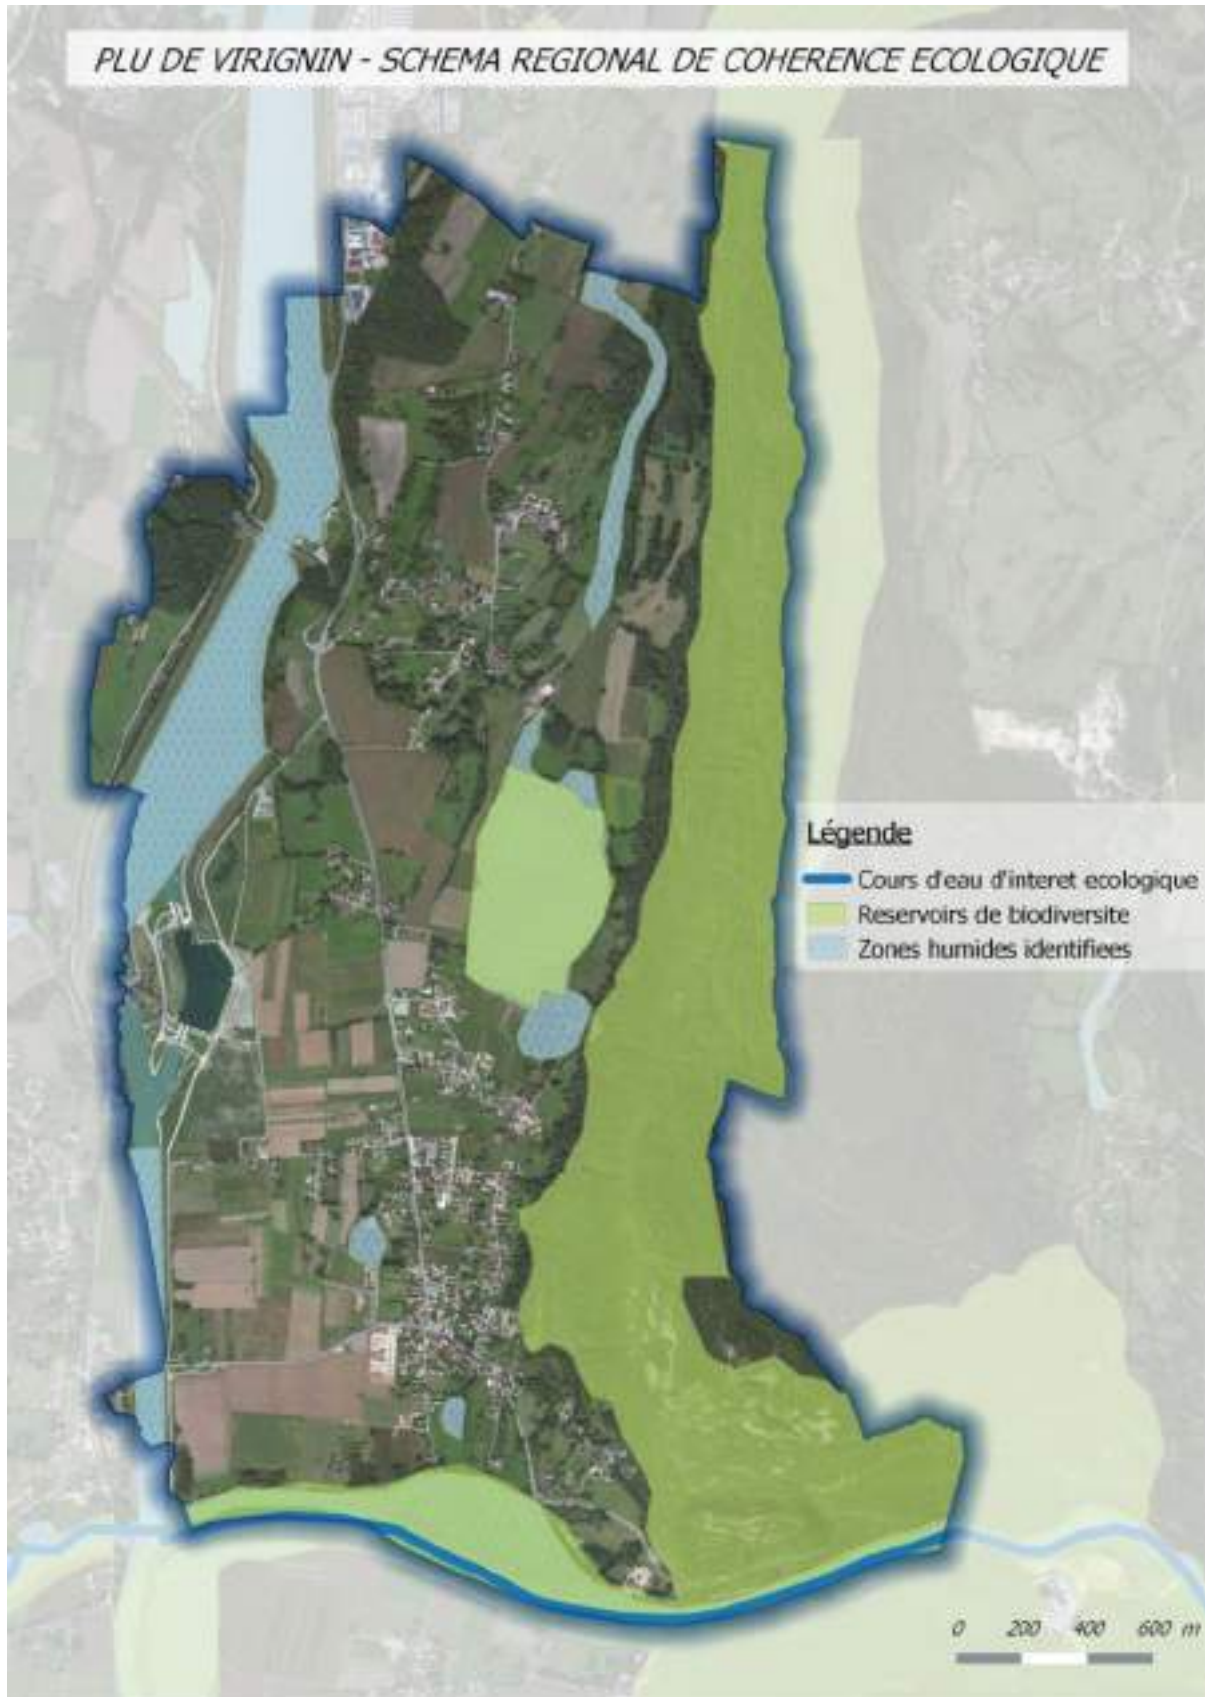 PLU DE VIRIGNIN - SCHEMA REGIONAL DE COHERENCE ECOLOGIQUE
Légende
Cours d'eau d'interet ecologique
Reservoirs de biodiversite
Zones humides identifiees
0 200 400 600 m